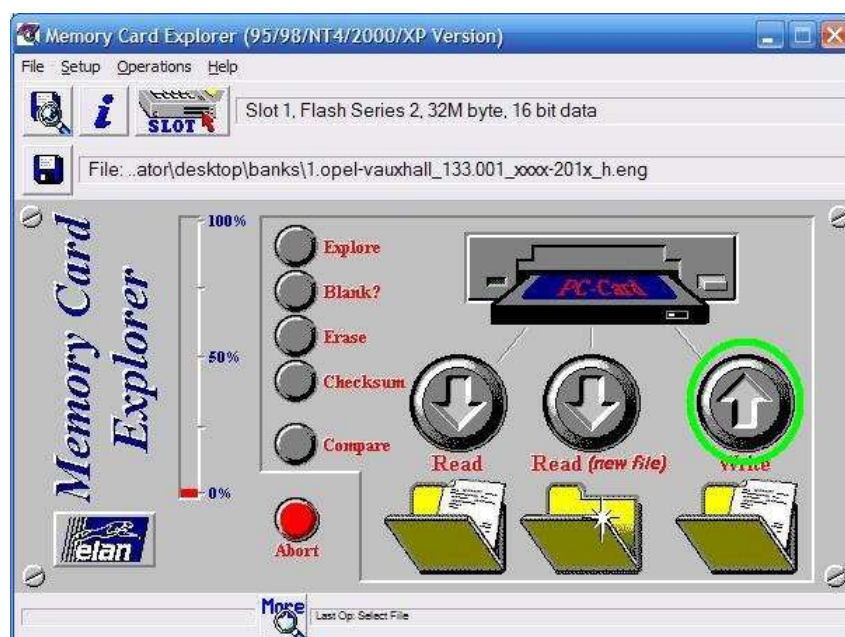 Memory Card Explorer (95/98/NT4/2000/XP Version)
File Setup Operations Help
i
SLOT
Slot 1, Flash Series 2, 32M byte, 16 bit data
File: ..ator\desktop\banks\1.opel-vauxhall_133.001_xxxx-201x_h.eng
Memory Card
Explorer
100%
50%
0%
elan
Explore
Blank?
Erase
Checksum
Compare
Abort
PC-Card
Read
Read (new file)
Write
More
Last Op: Select File